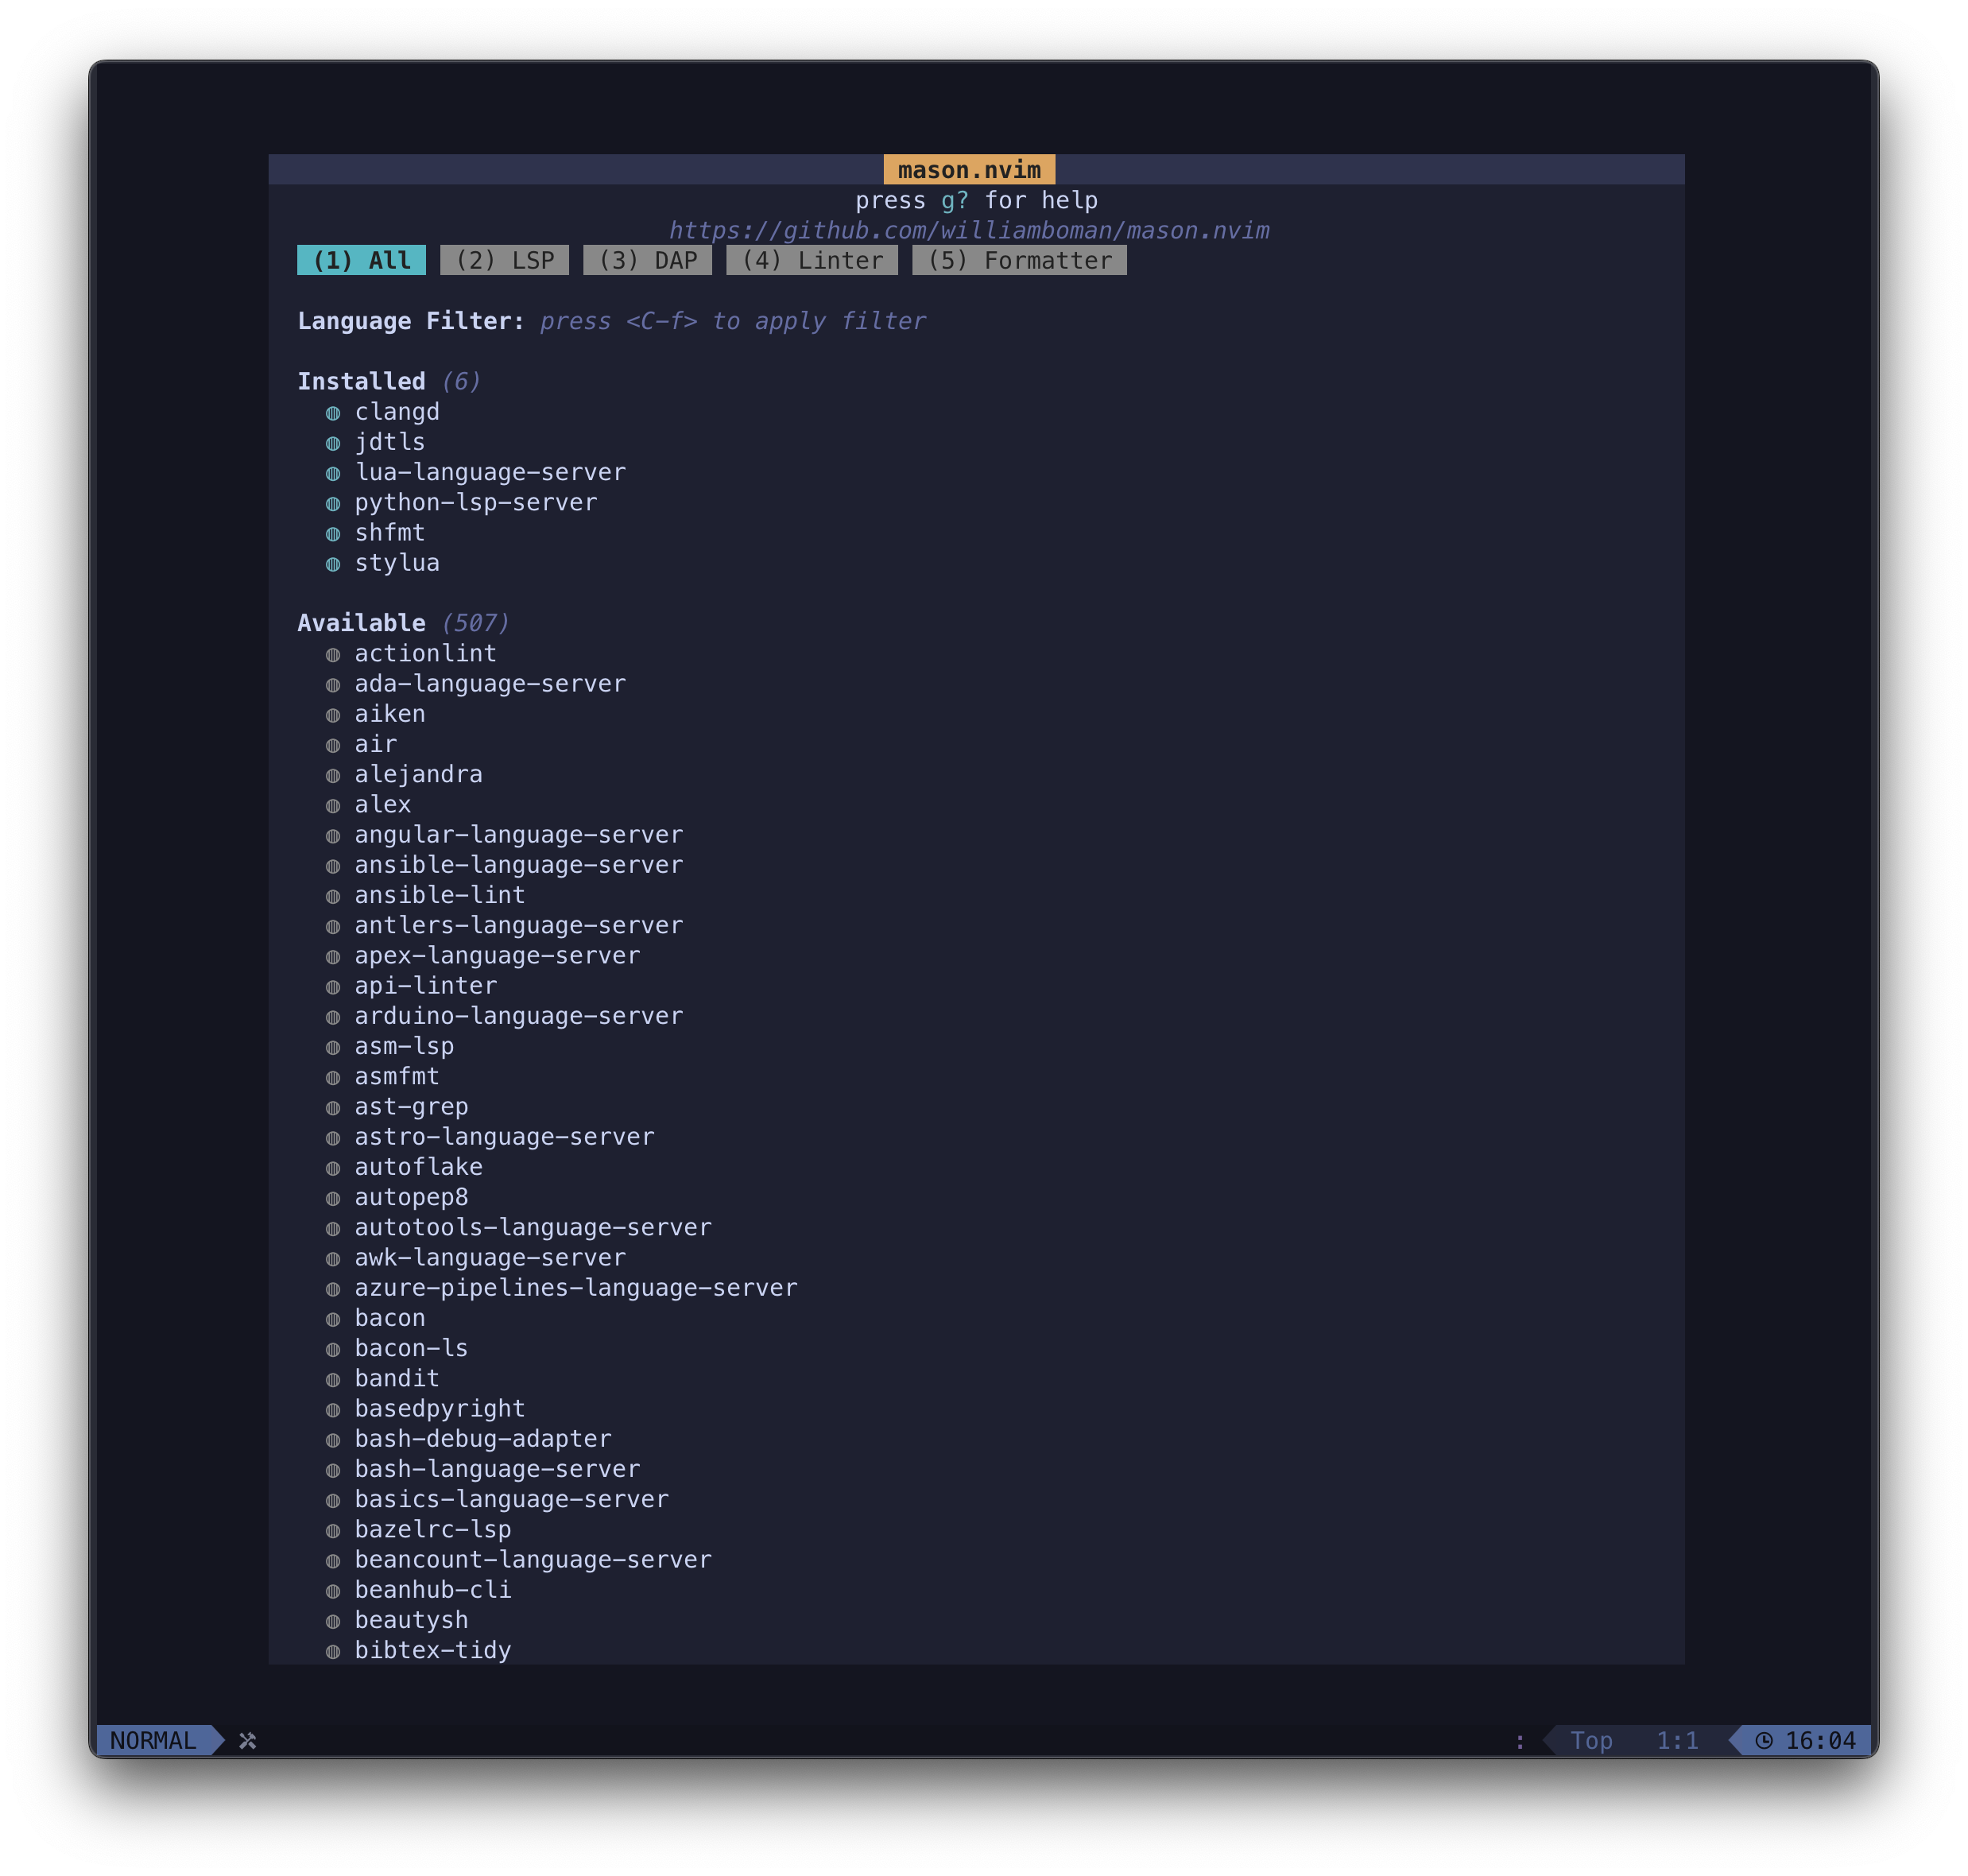 mason.nvim
press g? for help
https://github.com/williamboman/mason.nvim
(1) All (2) LSP (3) DAP (4) Linter (5) Formatter
Language Filter: press <C-f> to apply filter
Installed (6)
◍ clangd
◍ jdtls
◍ lua-language-server
◍ python-lsp-server
◍ shfmt
◍ stylua
Available (507)
◍ actionlint
◍ ada-language-server
◍ aiken
◍ air
◍ alejandra
◍ alex
◍ angular-language-server
◍ ansible-language-server
◍ ansible-lint
◍ antlers-language-server
◍ apex-language-server
◍ api-linter
◍ arduino-language-server
◍ asm-lsp
◍ asmfmt
◍ ast-grep
◍ astro-language-server
◍ autoflake
◍ autopep8
◍ autotools-language-server
◍ awk-language-server
◍ azure-pipelines-language-server
◍ bacon
◍ bacon-ls
◍ bandit
◍ basedpyright
◍ bash-debug-adapter
◍ bash-language-server
◍ basics-language-server
◍ bazelrc-lsp
◍ beancount-language-server
◍ beanhub-cli
◍ beautysh
◍ bibtex-tidy
NORMAL : Top 1:1 16:04